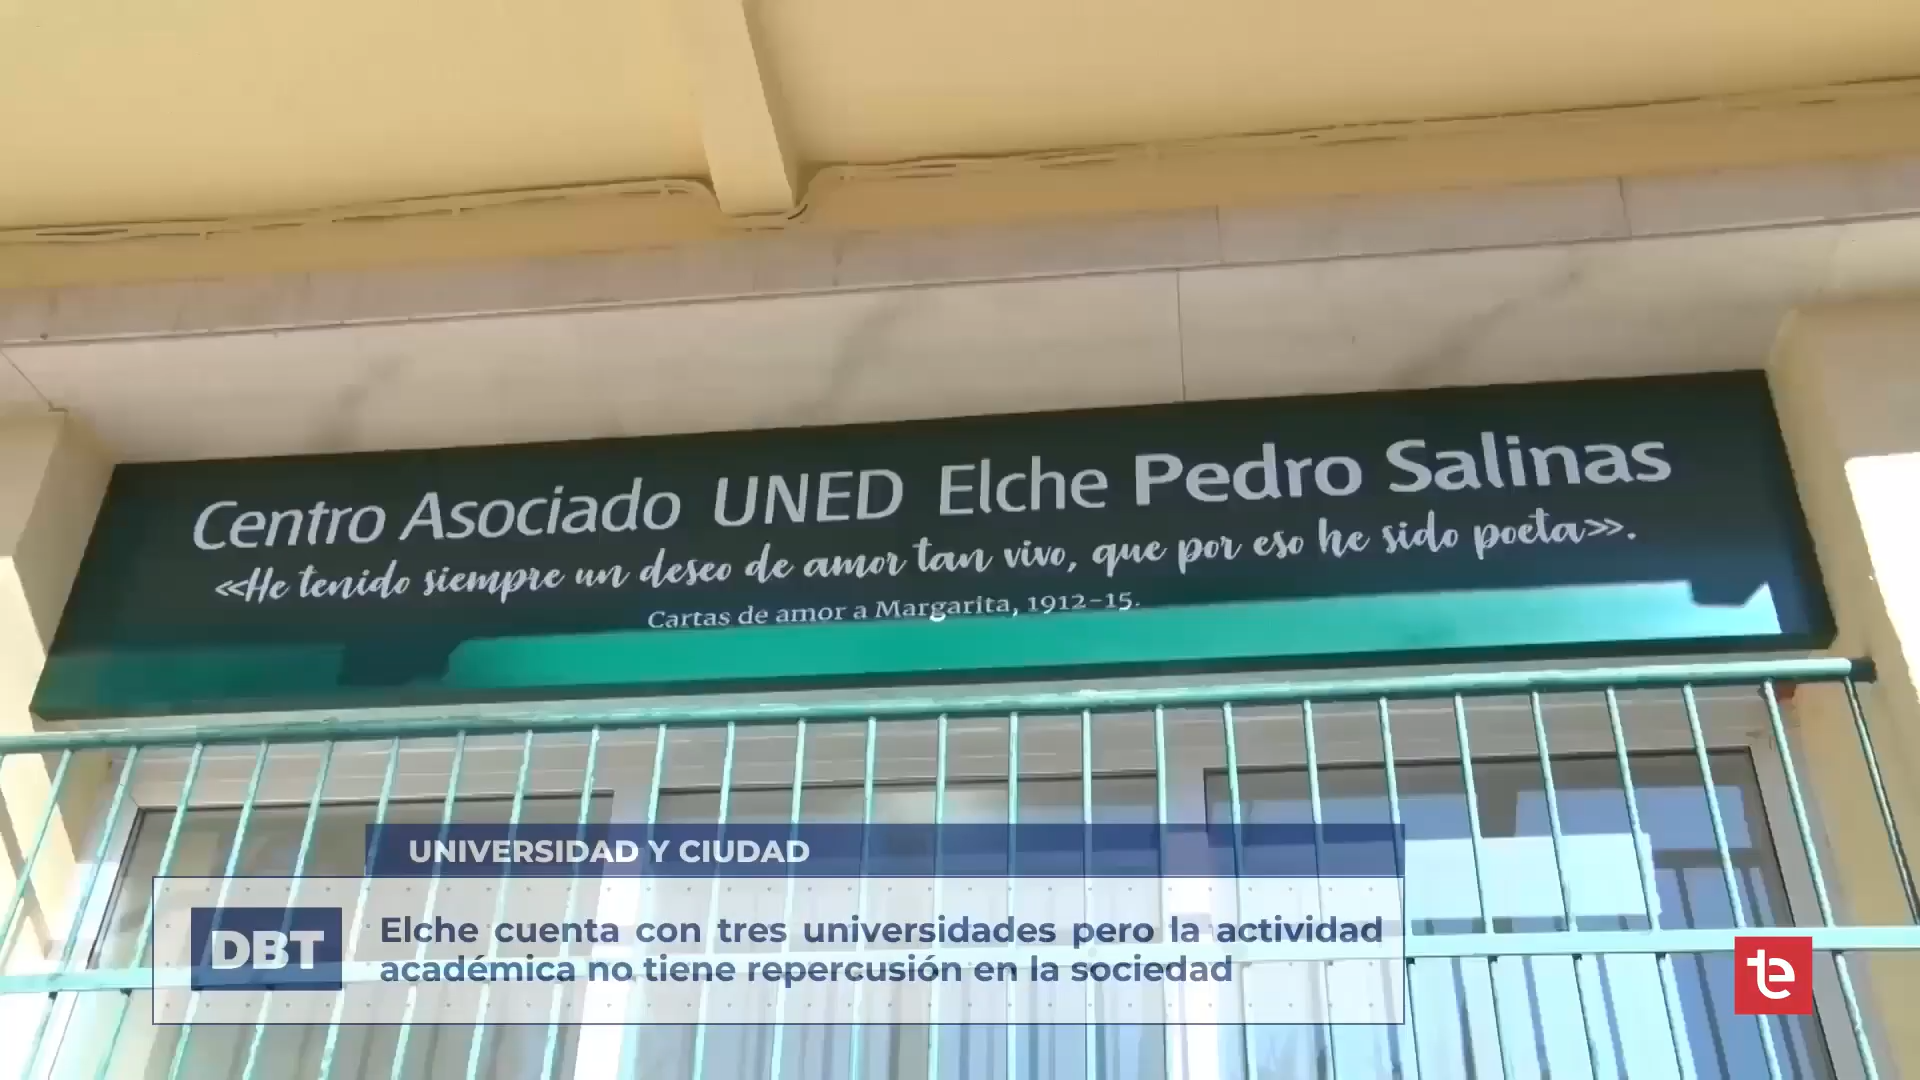 Centro Asociado UNED Elche Pedro Salinas
«He tenido siempre un deseo de amor tan vivo, que por eso he sido poeta».
Cartas de amor a Margarita, 1912-15.
UNIVERSIDAD Y CIUDAD
DBT
Elche cuenta con tres universidades pero la actividad
académica no tiene repercusión en la sociedad
te